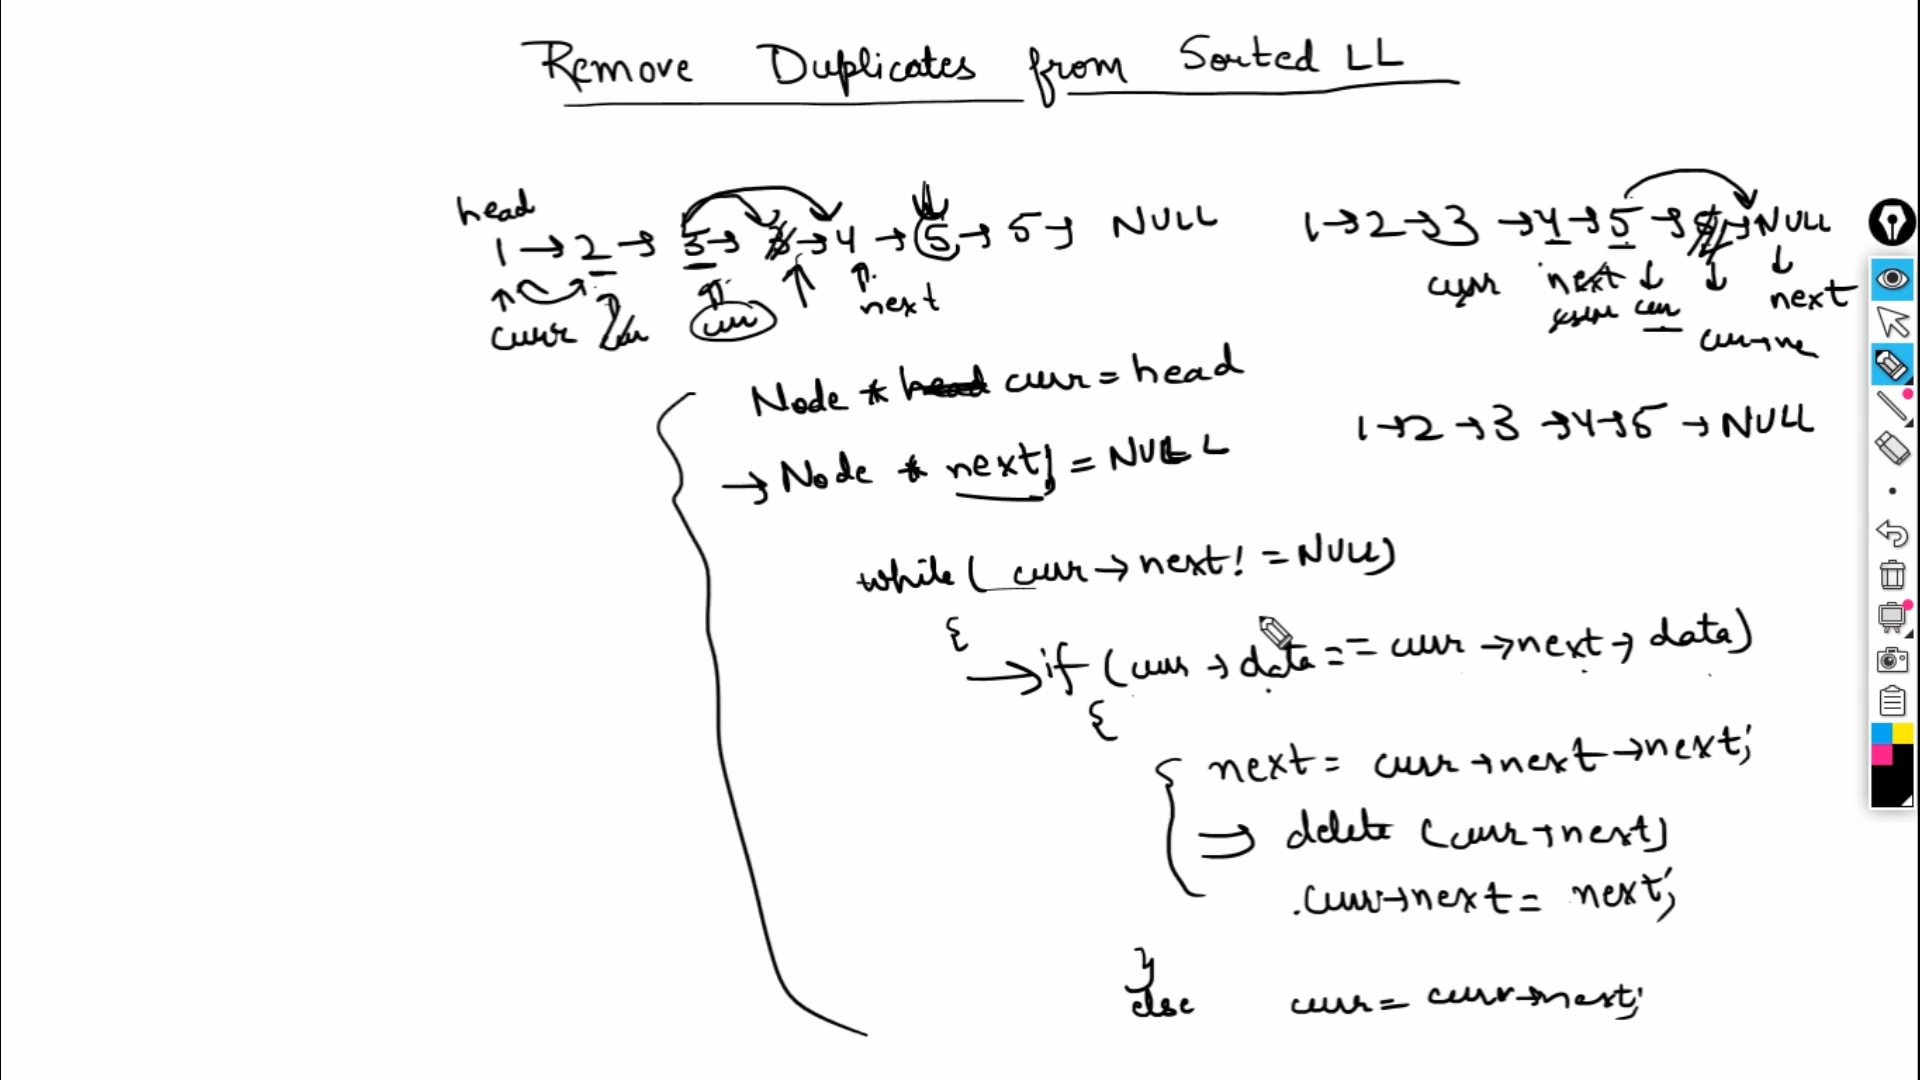 Remove Duplicates from Sorted LL
head
1 → 2 → 3 → 3 → 4 → 5 → 5 → NULL
curr curr next
1 → 2 → 3 → 4 → 5 → 5 → NULL
curr next curr next
Node * head curr = head
1 → 2 → 3 → 4 → 5 → NULL
→ Node * next; = NULL
while ( curr → next != NULL)
{
→ if (curr → data == curr → next → data)
{
next = curr → next → next;
⇒ delete (curr → next)
curr → next = next;
}
else curr = curr → next;